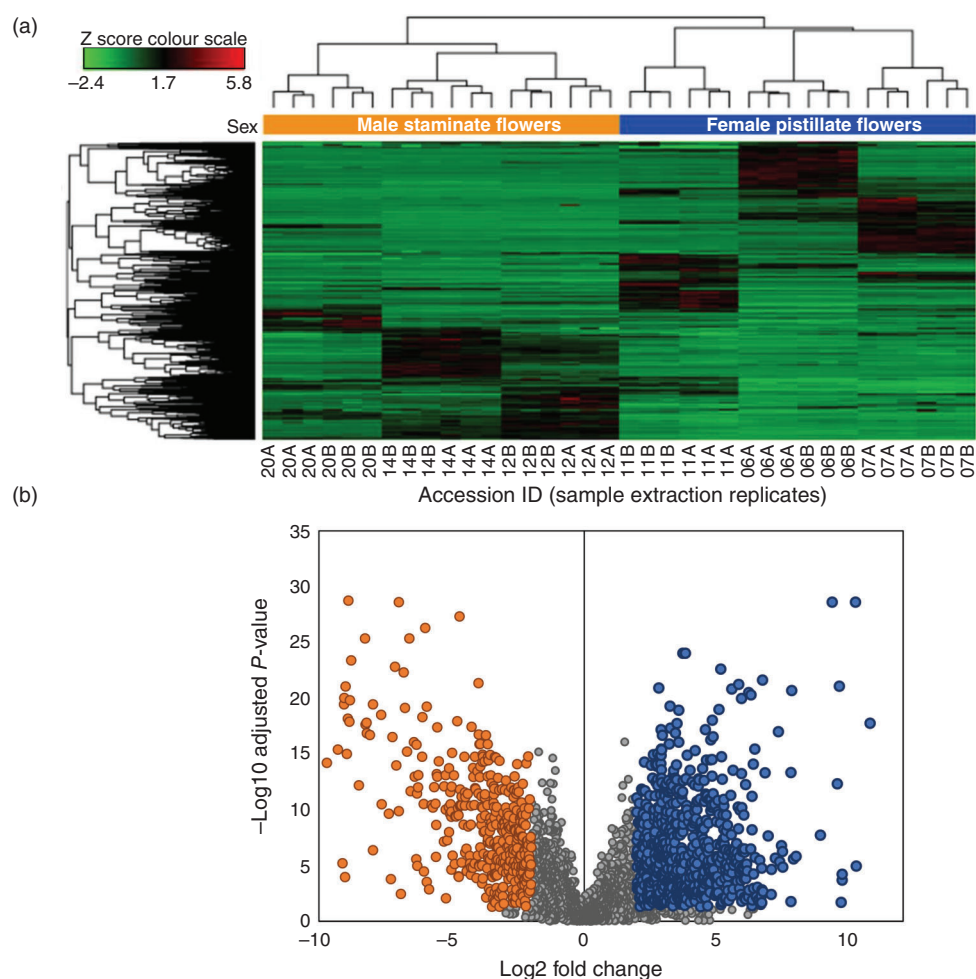 (a)
Z score colour scale
−2.4 1.7 5.8
Sex
Male staminate flowers
Female pistillate flowers
20A 20A 20A 20B 20B 20B 14B 14B 14B 14A 14A 14A 12B 12B 12B 12A 12A 12A 11B 11B 11B 11A 11A 11A 06A 06A 06A 06B 06B 06B 07A 07A 07A 07B 07B 07B
Accession ID (sample extraction replicates)
(b)
35
30
25
20
15
10
5
0
−Log10 adjusted P-value
−10 −5 0 5 10
Log2 fold change